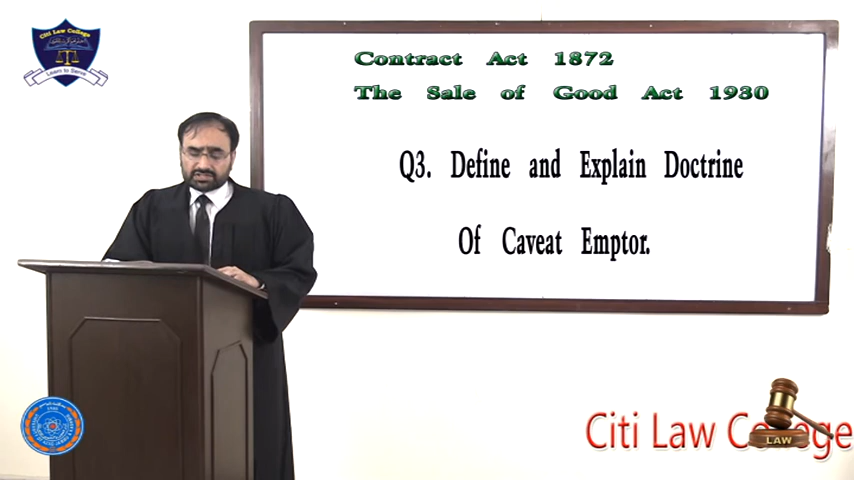 Citi Law College
Learn to Serve
Contract Act 1872
The Sale of Good Act 1930
Q3. Define and Explain Doctrine
Of Caveat Emptor.
Citi Law C ege
LAW